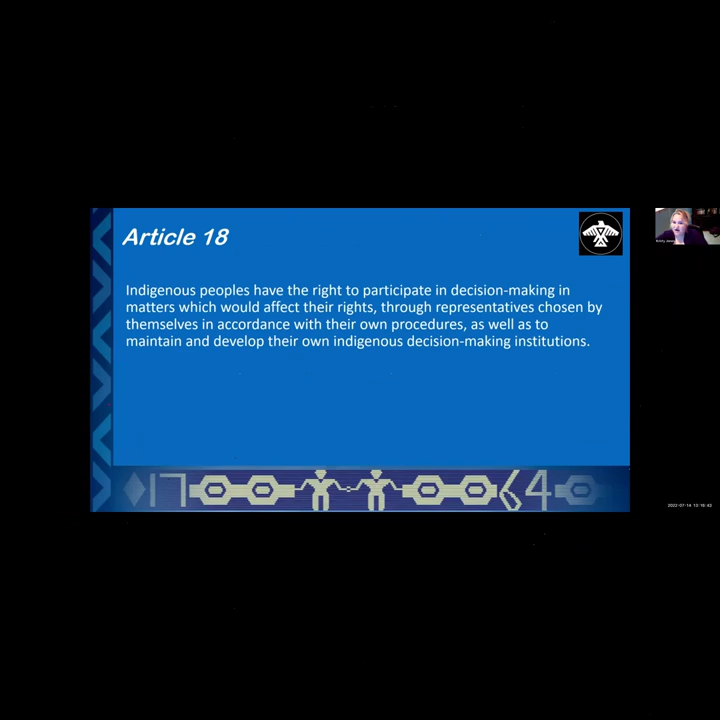 Article 18
Indigenous peoples have the right to participate in decision-making in
matters which would affect their rights, through representatives chosen by
themselves in accordance with their own procedures, as well as to
maintain and develop their own indigenous decision-making institutions.
17
64